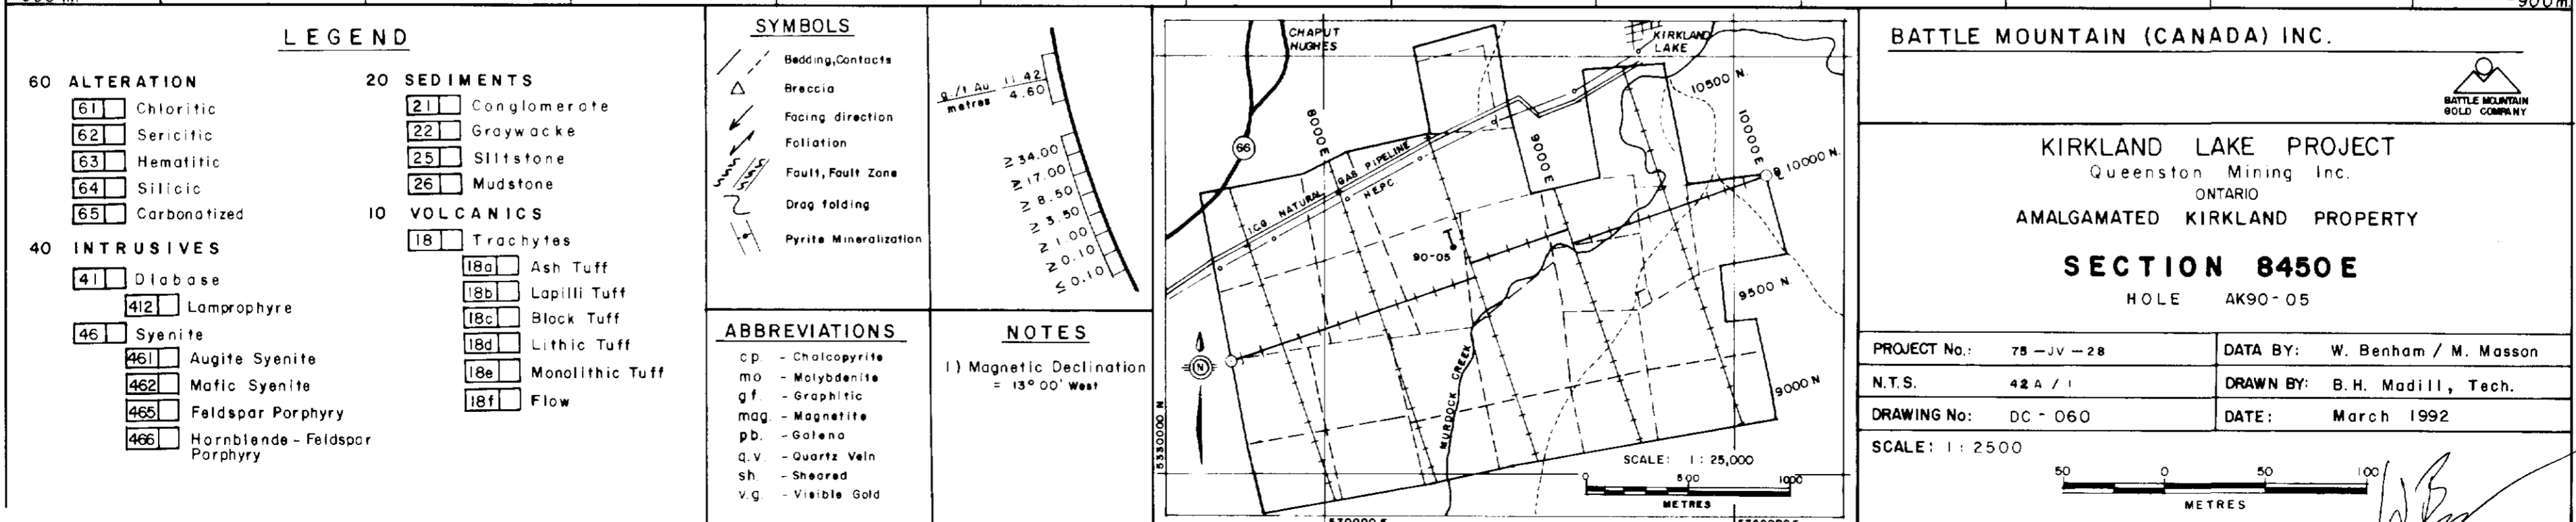 900 m.
LEGEND
60 ALTERATION
61 Chloritic
62 Sericitic
63 Hematitic
64 Silicic
65 Carbonatized
40 INTRUSIVES
41 Diabase
412 Lamprophyre
46 Syenite
461 Augite Syenite
462 Mafic Syenite
465 Feldspar Porphyry
466 Hornblende - Feldspar
Porphyry
20 SEDIMENTS
21 Conglomerate
22 Graywacke
25 Siltstone
26 Mudstone
10 VOLCANICS
18 Trachytes
18a Ash Tuff
18b Lapilli Tuff
18c Block Tuff
18d Lithic Tuff
18e Monolithic Tuff
18f Flow
SYMBOLS
Bedding, Contacts
Breccia
Facing direction
Foliation
Fault, Fault Zone
Drag folding
Pyrite Mineralization
g./t Au 11.42
metres 4.60
≥ 34.00
≥ 17.00
≥ 8.50
≥ 3.50
≥ 1.00
≥ 0.10
≤ 0.10
ABBREVIATIONS
cp. - Chalcopyrite
mo - Molybdenite
gf. - Graphitic
mag. - Magnetite
pb. - Galena
q.v. - Quartz Vein
sh. - Sheared
v.g. - Visible Gold
NOTES
1) Magnetic Declination
= 13° 00' West
CHAPUT
HUGHES
KIRKLAND
LAKE
66
8000 E
9000 E
10000 E
10500 N.
10000 N.
9500 N
9000 N
I.C.G. NATURAL GAS PIPELINE
H.E.P.C.
90-05
MURDOCK CREEK
N
5330000 N
SCALE: 1 : 25,000
0 500 1000
METRES
570000 E
BATTLE MOUNTAIN (CANADA) INC.
BATTLE MOUNTAIN
GOLD COMPANY
KIRKLAND LAKE PROJECT
Queenston Mining Inc.
ONTARIO
AMALGAMATED KIRKLAND PROPERTY
SECTION 8450 E
HOLE AK90-05
PROJECT No.: 75-JV-28
DATA BY: W. Benham / M. Masson
N.T.S. 42 A / 1
DRAWN BY: B.H. Madill, Tech.
DRAWING No: DC - 060
DATE: March 1992
SCALE: 1 : 2500
50 0 50 100
METRES